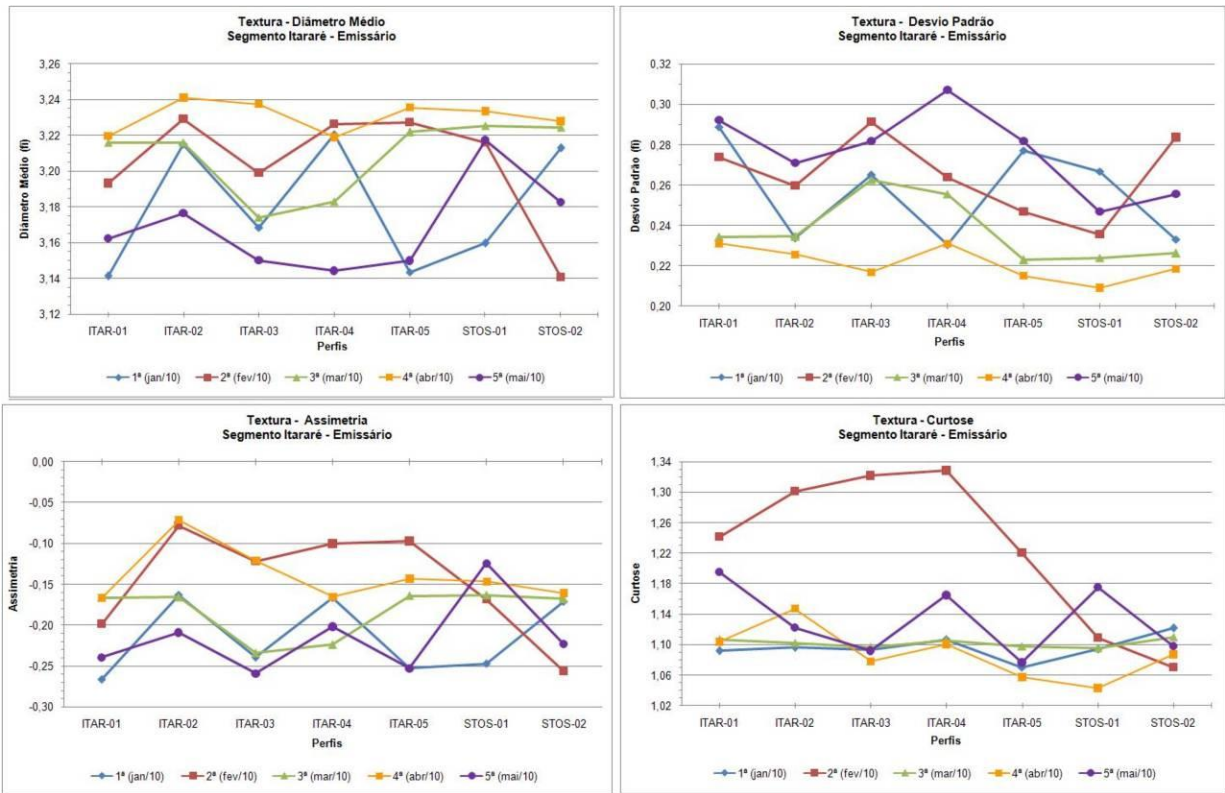 Textura - Diâmetro Médio
Segmento Itararé - Emissário
Diâmetro Médio (fi)
3,26
3,24
3,22
3,20
3,18
3,16
3,14
3,12
ITAR-01 ITAR-02 ITAR-03 ITAR-04 ITAR-05 STOS-01 STOS-02
Perfis
1ª (jan/10) 2ª (fev/10) 3ª (mar/10) 4ª (abr/10) 5ª (mai/10)
Textura - Desvio Padrão
Segmento Itararé - Emissário
Desvio Padrão (fi)
0,32
0,30
0,28
0,26
0,24
0,22
0,20
ITAR-01 ITAR-02 ITAR-03 ITAR-04 ITAR-05 STOS-01 STOS-02
Perfis
1ª (jan/10) 2ª (fev/10) 3ª (mar/10) 4ª (abr/10) 5ª (mai/10)
Textura - Assimetria
Segmento Itararé - Emissário
Assimetria
0,00
-0,05
-0,10
-0,15
-0,20
-0,25
-0,30
ITAR-01 ITAR-02 ITAR-03 ITAR-04 ITAR-05 STOS-01 STOS-02
Perfis
1ª (jan/10) 2ª (fev/10) 3ª (mar/10) 4ª (abr/10) 5ª (mai/10)
Textura - Curtose
Segmento Itararé - Emissário
Curtose
1,34
1,30
1,26
1,22
1,18
1,14
1,10
1,06
1,02
ITAR-01 ITAR-02 ITAR-03 ITAR-04 ITAR-05 STOS-01 STOS-02
Perfis
1ª (jan/10) 2ª (fev/10) 3ª (mar/10) 4ª (abr/10) 5ª (mai/10)